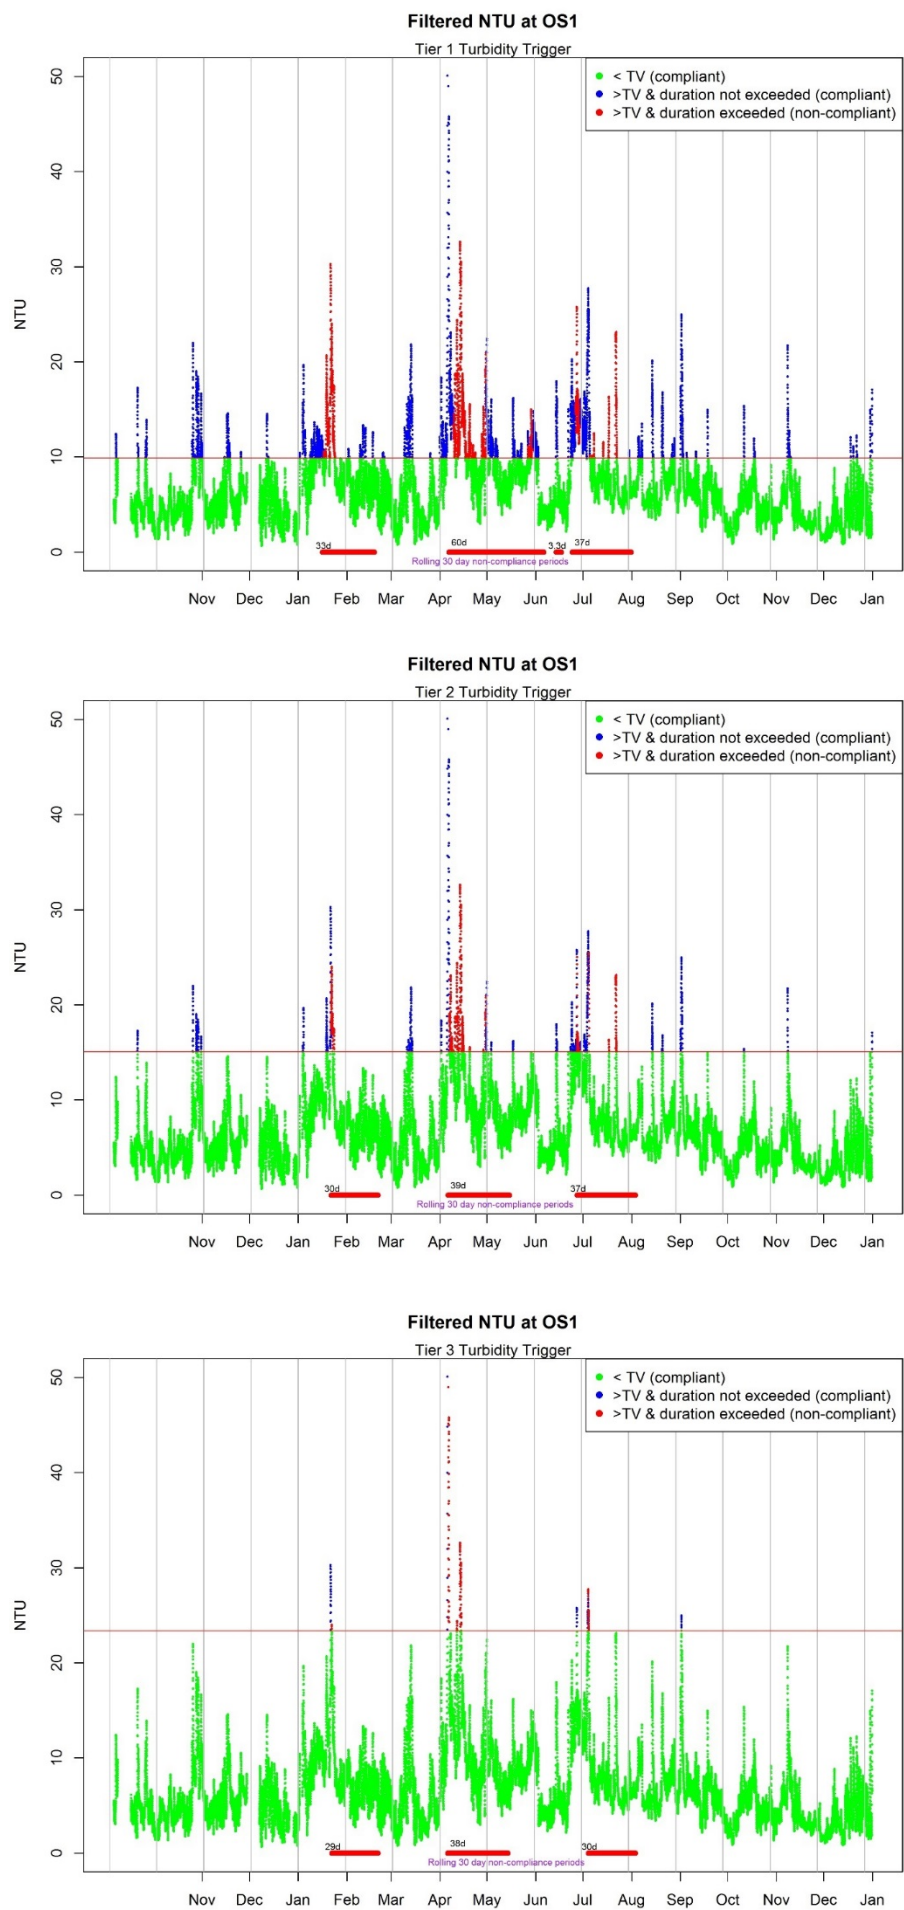 Filtered NTU at OS1
Tier 1 Turbidity Trigger
< TV (compliant)
>TV & duration not exceeded (compliant)
>TV & duration exceeded (non-compliant)
NTU
50
40
30
20
10
0
33d
60d
3.3d
37d
Rolling 30 day non-compliance periods
Nov Dec Jan Feb Mar Apr May Jun Jul Aug Sep Oct Nov Dec Jan
Filtered NTU at OS1
Tier 2 Turbidity Trigger
< TV (compliant)
>TV & duration not exceeded (compliant)
>TV & duration exceeded (non-compliant)
NTU
50
40
30
20
10
0
30d
39d
37d
Rolling 30 day non-compliance periods
Nov Dec Jan Feb Mar Apr May Jun Jul Aug Sep Oct Nov Dec Jan
Filtered NTU at OS1
Tier 3 Turbidity Trigger
< TV (compliant)
>TV & duration not exceeded (compliant)
>TV & duration exceeded (non-compliant)
NTU
50
40
30
20
10
0
29d
38d
30d
Rolling 30 day non-compliance periods
Nov Dec Jan Feb Mar Apr May Jun Jul Aug Sep Oct Nov Dec Jan